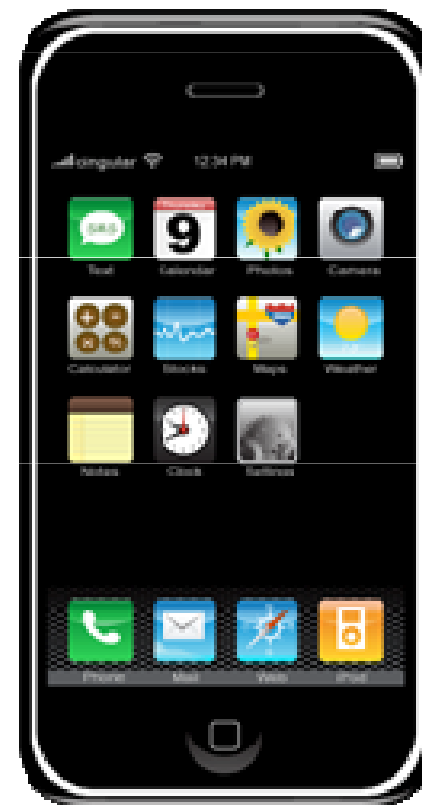 cingular 12:34 PM
SMS 9
Text Calendar Photos Camera
Calculator Stocks Maps Weather
Notes Clock Settings
Phone Mail Web iPod